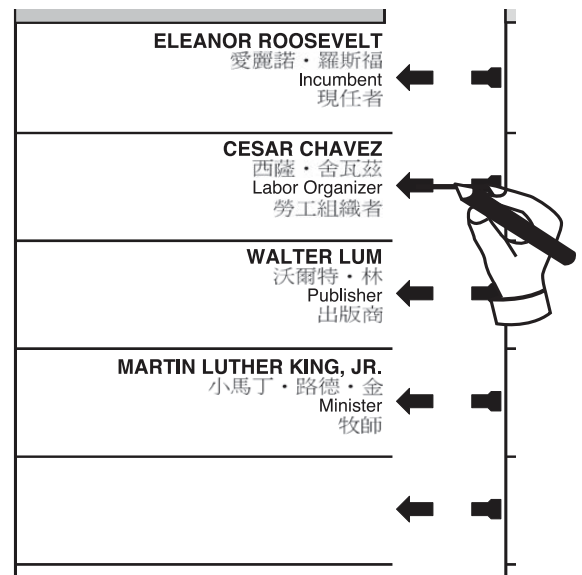 ELEANOR ROOSEVELT
愛麗諾・羅斯福
Incumbent
現任者
CESAR CHAVEZ
西薩・舍瓦茲
Labor Organizer
勞工組織者
WALTER LUM
沃爾特・林
Publisher
出版商
MARTIN LUTHER KING, JR.
小馬丁・路德・金
Minister
牧師